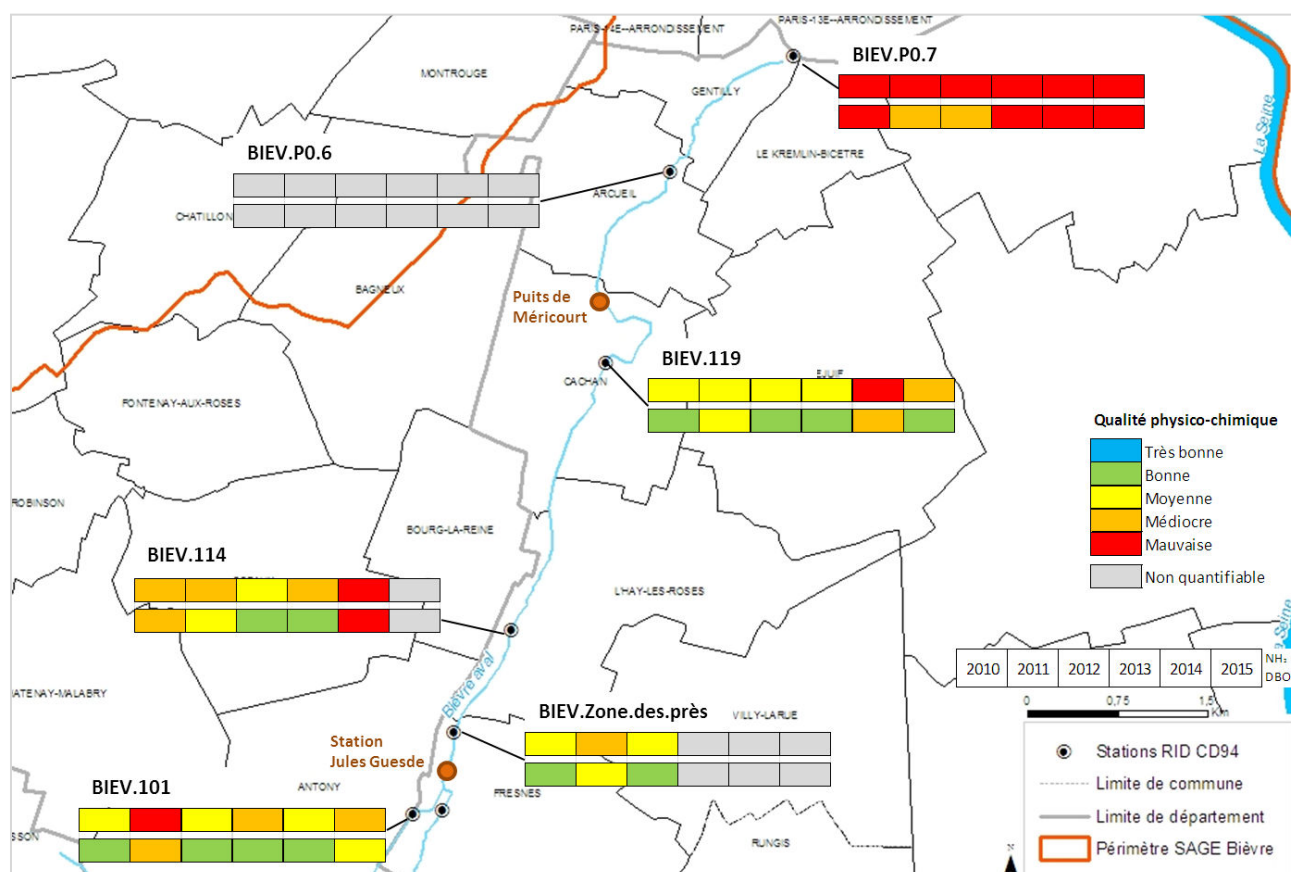 PARIS-14E--ARRONDISSEMENT
PARIS-13E--ARRONDISSEMENT
BIEV.P0.7
MONTROUGE
GENTILLY
La Seine
BIEV.P0.6
LE KREMLIN-BICETRE
ARCUEIL
CHATILLON
BAGNEUX
Puits de
Méricourt
BIEV.119
CACHAN
EJUIF
FONTENAY-AUX-ROSES
Qualité physico-chimique
Très bonne
Bonne
Moyenne
Médiocre
Mauvaise
Non quantifiable
ROBINSON
BOURG-LA-REINE
BIEV.114
L'HAY-LES-ROSES
2010 2011 2012 2013 2014 2015
DBO
0 0,75 1,5
Km
ATENAY-MALABRY
Bièvre aval
BIEV.Zone.des.près
VILLY-LARUE
Station
Jules Guesde
Stations RID CD94
Limite de commune
Limite de département
Périmètre SAGE Bièvre
BIEV.101
ANTONY
FRESNES
SSON
RUNGIS
N